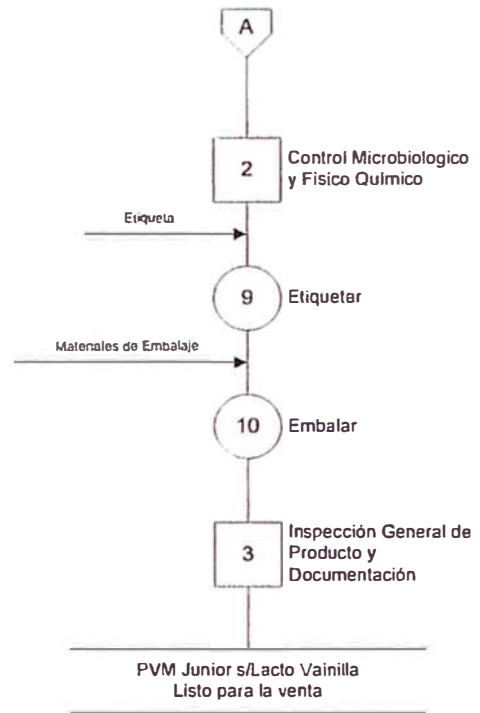 A
2
Control Microbiologico
y Fisico Químico
Etiqueta
9
Etiquetar
Materiales de Embalaje
10
Embalar
3
Inspección General de
Producto y
Documentación
PVM Junior s/Lacto Vainilla
Listo para la venta